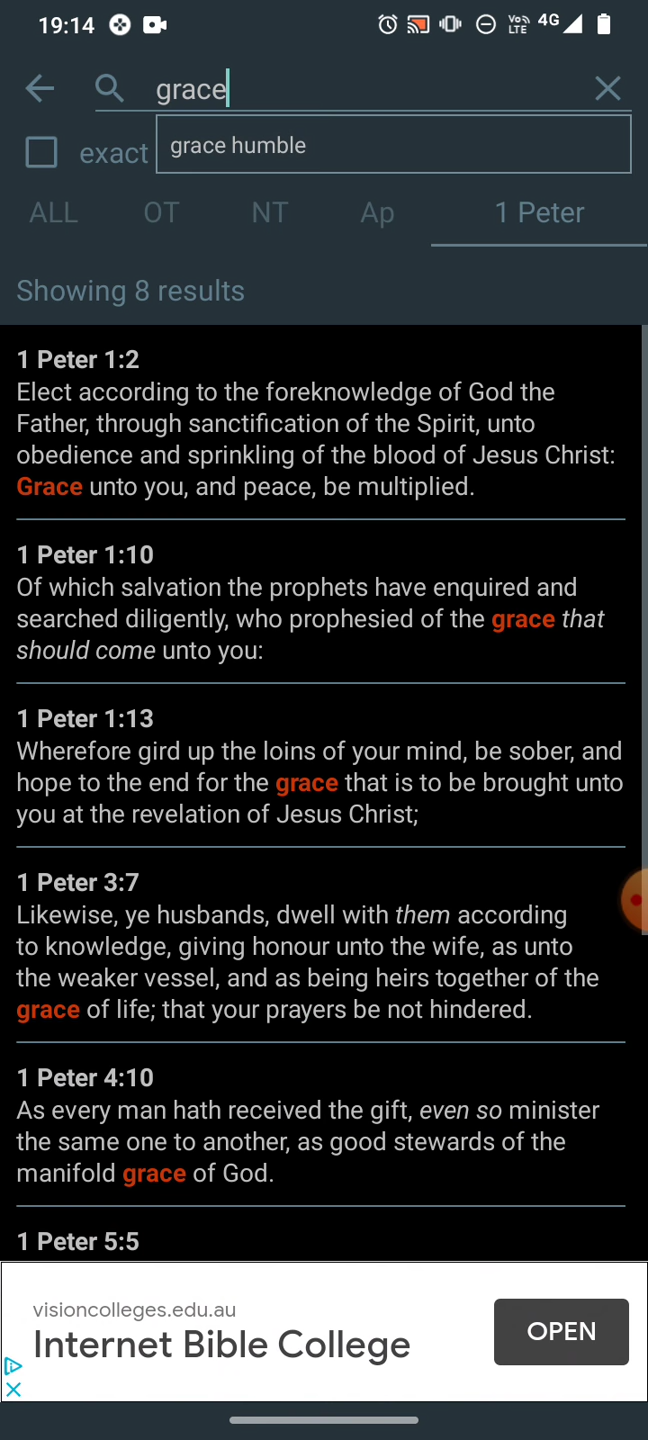 19:14
Vo LTE 4G
grace
exact
grace humble
ALL OT NT Ap 1 Peter
Showing 8 results
1 Peter 1:2
Elect according to the foreknowledge of God the
Father, through sanctification of the Spirit, unto
obedience and sprinkling of the blood of Jesus Christ:
Grace unto you, and peace, be multiplied.
1 Peter 1:10
Of which salvation the prophets have enquired and
searched diligently, who prophesied of the grace that
should come unto you:
1 Peter 1:13
Wherefore gird up the loins of your mind, be sober, and
hope to the end for the grace that is to be brought unto
you at the revelation of Jesus Christ;
1 Peter 3:7
Likewise, ye husbands, dwell with them according
to knowledge, giving honour unto the wife, as unto
the weaker vessel, and as being heirs together of the
grace of life; that your prayers be not hindered.
1 Peter 4:10
As every man hath received the gift, even so minister
the same one to another, as good stewards of the
manifold grace of God.
1 Peter 5:5
visioncolleges.edu.au
Internet Bible College
OPEN